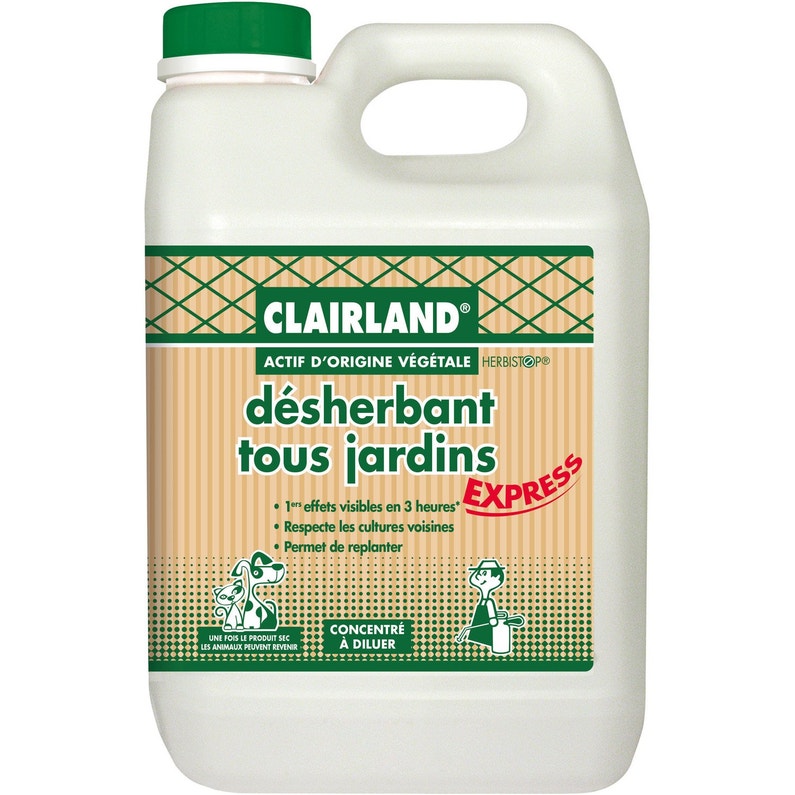 CLAIRLAND®
ACTIF D'ORIGINE VÉGÉTALE HERBISTOP®
désherbant
tous jardins
EXPRESS
• 1ers effets visibles en 3 heures*
• Respecte les cultures voisines
• Permet de replanter
UNE FOIS LE PRODUIT SEC
LES ANIMAUX PEUVENT REVENIR
CONCENTRÉ
À DILUER